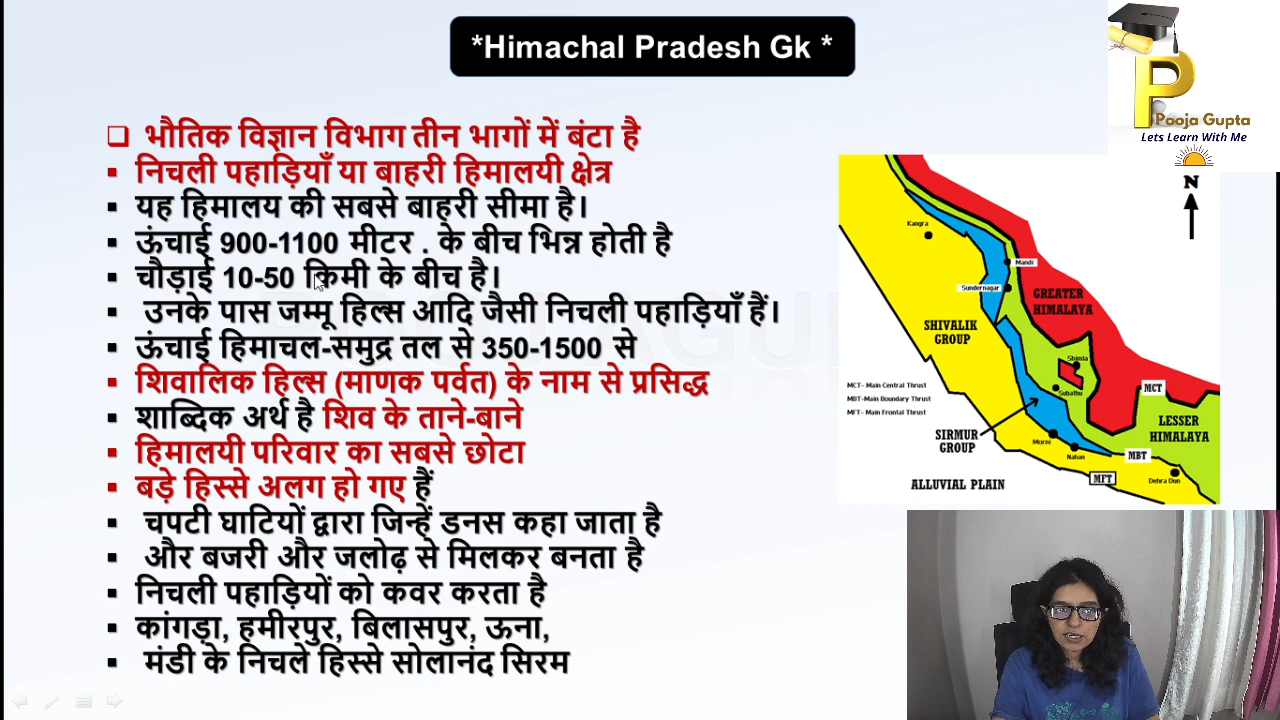 *Himachal Pradesh Gk *
भौतिक विज्ञान विभाग तीन भागों में बंटा है
निचली पहाड़ियाँ या बाहरी हिमालयी क्षेत्र
यह हिमालय की सबसे बाहरी सीमा है।
ऊंचाई 900-1100 मीटर . के बीच भिन्न होती है
चौड़ाई 10-50 किमी के बीच है।
उनके पास जम्मू हिल्स आदि जैसी निचली पहाड़ियाँ हैं।
ऊंचाई हिमाचल-समुद्र तल से 350-1500 से
शिवालिक हिल्स (माणक पर्वत) के नाम से प्रसिद्ध
शाब्दिक अर्थ है शिव के ताने-बाने
हिमालयी परिवार का सबसे छोटा
बड़े हिस्से अलग हो गए हैं
चपटी घाटियों द्वारा जिन्हें डनस कहा जाता है
और बजरी और जलोढ़ से मिलकर बनता है
निचली पहाड़ियों को कवर करता है
कांगड़ा, हमीरपुर, बिलासपुर, ऊना,
मंडी के निचले हिस्से सोलानंद सिरम
P
Pooja Gupta
Lets Learn With Me
N
Kangra
Mandi
Sundernagar
GREATER
HIMALAYA
SHIVALIK
GROUP
Shimla
Subathu
MCT- Main Central Thrust
MBT-Main Boundary Thrust
MFT- Main Frontal Thrust
MCT
LESSER
HIMALAYA
SIRMUR
GROUP
Morni
Nahan
MBT
MFT
Dehra Dun
ALLUVIAL PLAIN